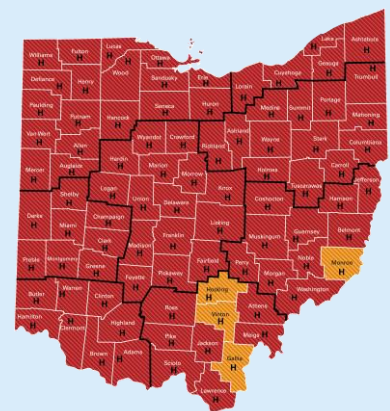 Williams
H
Fulton
H
Lucas
H
Wood
Ottawa
H
Lake
H
Ashtabula
H
Geauga
H
Cuyahoga
H
Trumbull
H
Defiance
H
Henry
H
Sandusky
H
Erie
H
Lorain
H
Paulding
H
Putnam
H
Hancock
H
Seneca
H
Huron
H
Medina
H
Summit
H
Portage
H
Mahoning
H
Van Wert
H
Allen
H
Wyandot
H
Crawford
H
Richland
H
Ashland
H
Wayne
H
Stark
H
Columbiana
H
Mercer
H
Auglaize
H
Hardin
H
Marion
H
Morrow
H
Holmes
H
Carroll
H
Tuscarawas
H
Jefferson
H
Shelby
H
Logan
H
Union
H
Delaware
H
Knox
H
Coshocton
H
Harrison
H
Darke
H
Miami
H
Champaign
H
Clark
H
Madison
H
Franklin
H
Licking
H
Muskingum
H
Guernsey
H
Belmont
H
Preble
H
Montgomery
H
Greene
H
Fayette
H
Pickaway
H
Fairfield
H
Perry
H
Morgan
H
Noble
H
Monroe
H
Washington
H
Butler
H
Warren
H
Clinton
H
Ross
H
Hocking
H
Athens
H
Vinton
H
Hamilton
H
Clermont
H
Highland
H
Pike
H
Jackson
H
Meigs
H
Gallia
H
Brown
H
Adams
H
Scioto
H
Lawrence
H